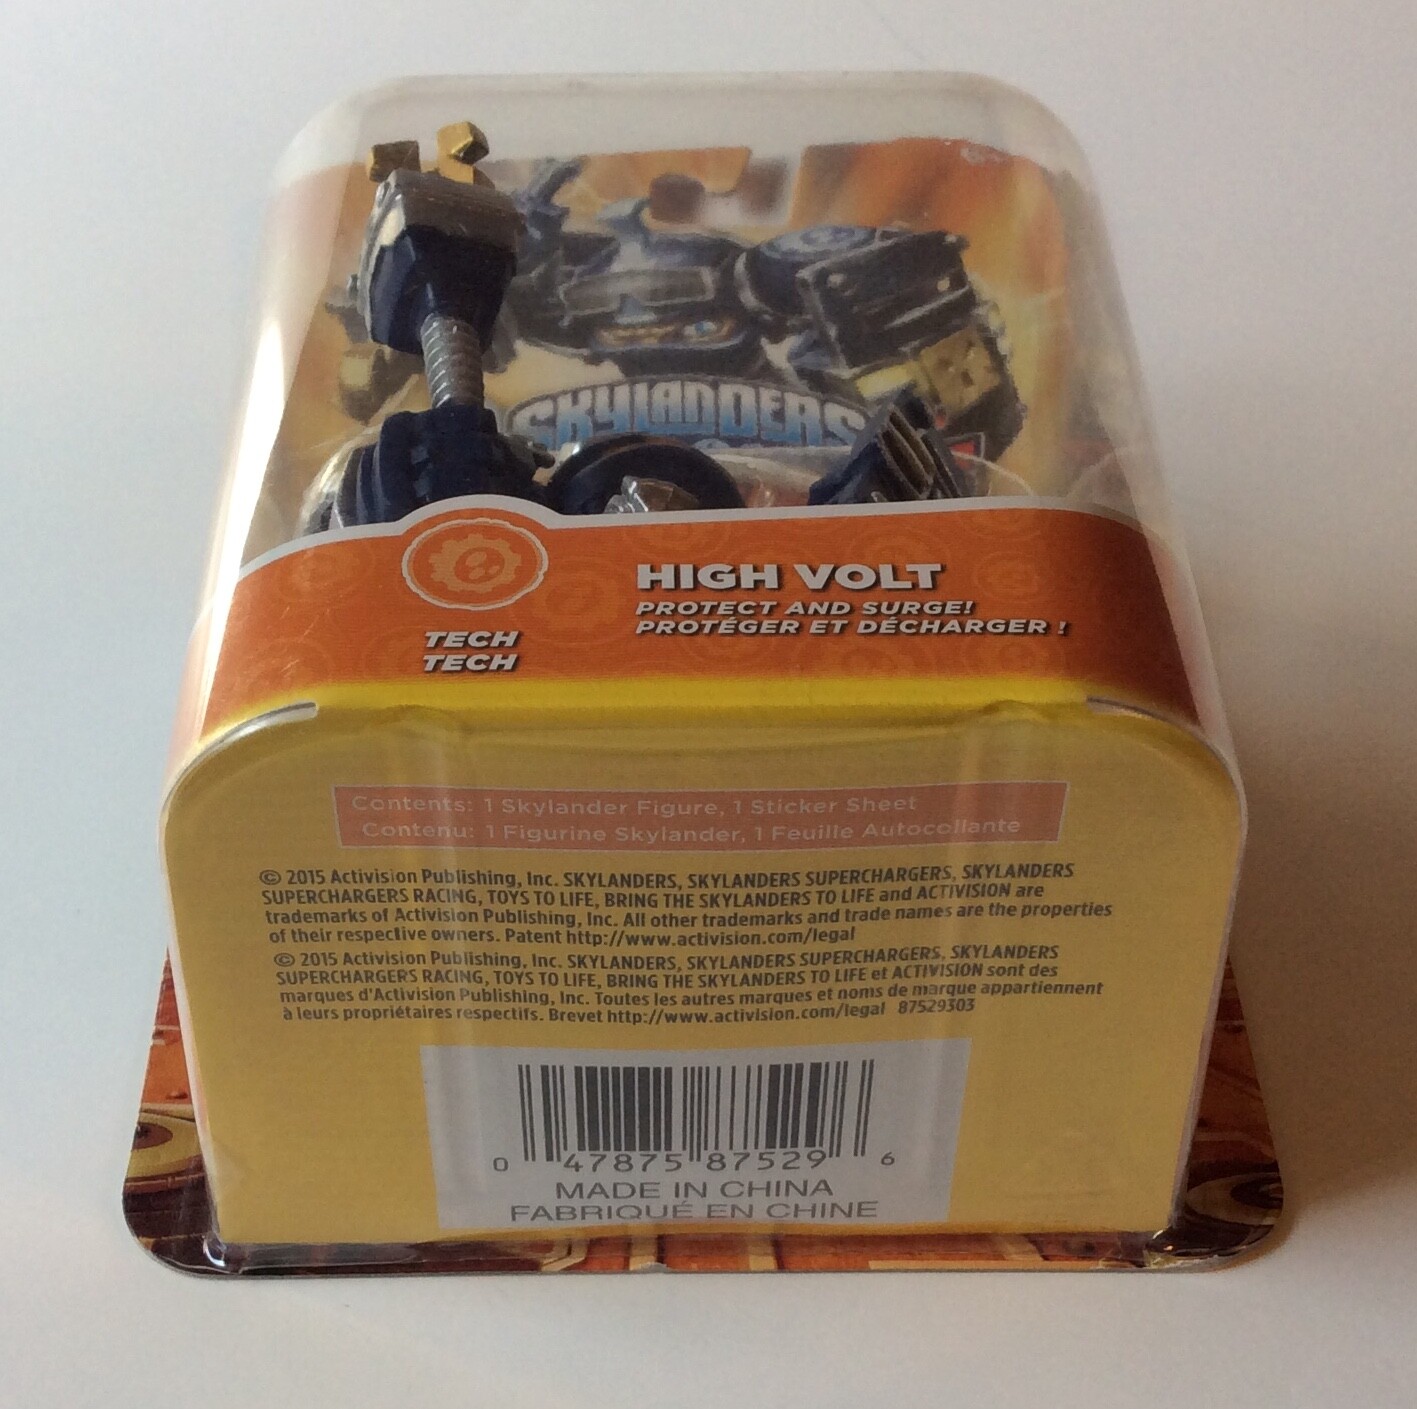 SKYLANDERS
HIGH VOLT
PROTECT AND SURGE!
PROTÉGER ET DÉCHARGER !
TECH
TECH
Contents: 1 Skylander Figure, 1 Sticker Sheet
Contenu: 1 Figurine Skylander, 1 Feuille Autocollante
© 2015 Activision Publishing, Inc. SKYLANDERS, SKYLANDERS SUPERCHARGERS, SKYLANDERS
SUPERCHARGERS RACING, TOYS TO LIFE, BRING THE SKYLANDERS TO LIFE and ACTIVISION are
trademarks of Activision Publishing, Inc. All other trademarks and trade names are the properties
of their respective owners. Patent http://www.activision.com/legal
© 2015 Activision Publishing, Inc. SKYLANDERS, SKYLANDERS SUPERCHARGERS, SKYLANDERS
SUPERCHARGERS RACING, TOYS TO LIFE, BRING THE SKYLANDERS TO LIFE et ACTIVISION sont des
marques d'Activision Publishing, Inc. Toutes les autres marques et noms de marque appartiennent
à leurs propriétaires respectifs. Brevet http://www.activision.com/legal 87529303
0 47875 87529 6
MADE IN CHINA
FABRIQUÉ EN CHINE